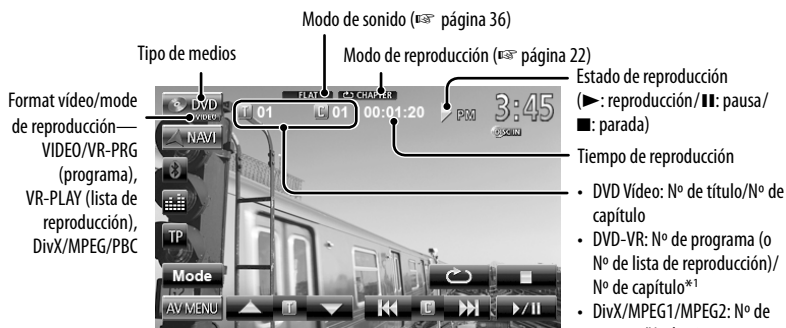 Modo de sonido (☞ página 36)
Tipo de medios
Modo de reproducción (☞ página 22)
Estado de reproducción
(►: reproducción/❚❚: pausa/
■: parada)
Format vídeo/mode
de reproducción—
VIDEO/VR-PRG
(programa),
VR-PLAY (lista de
reproducción),
DivX/MPEG/PBC
FLAT CHAPTER
DVD
VIDEO
T 01 C 01 00:01:20
PM 3:45
DISC IN
NAVI
TP
Mode
AV MENU
T
C
Tiempo de reproducción
• DVD Vídeo: Nº de título/Nº de
capítulo
• DVD-VR: Nº de programa (o
Nº de lista de reproducción)/
Nº de capítulo*1
• DivX/MPEG1/MPEG2: Nº de